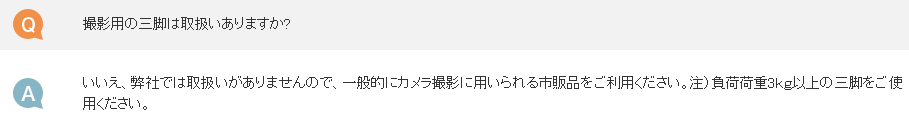 Q 撮影用の三脚は取扱いありますか?
A いいえ、弊社では取扱いがありませんので、一般的にカメラ撮影に用いられる市販品をご利用ください。注）負荷荷重3kg以上の三脚をご使
用ください。